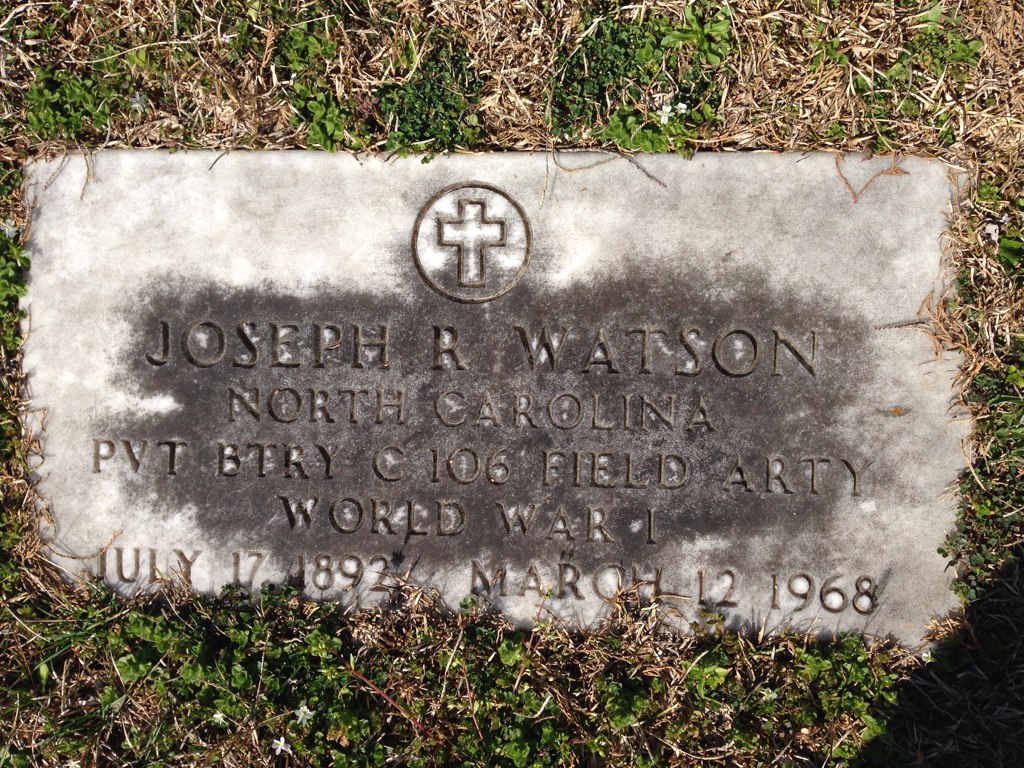 JOSEPH R WATSON
NORTH CAROLINA
PVT BTRY C 106 FIELD ARTY
WORLD WAR I
JULY 17 1892 MARCH 12 1968